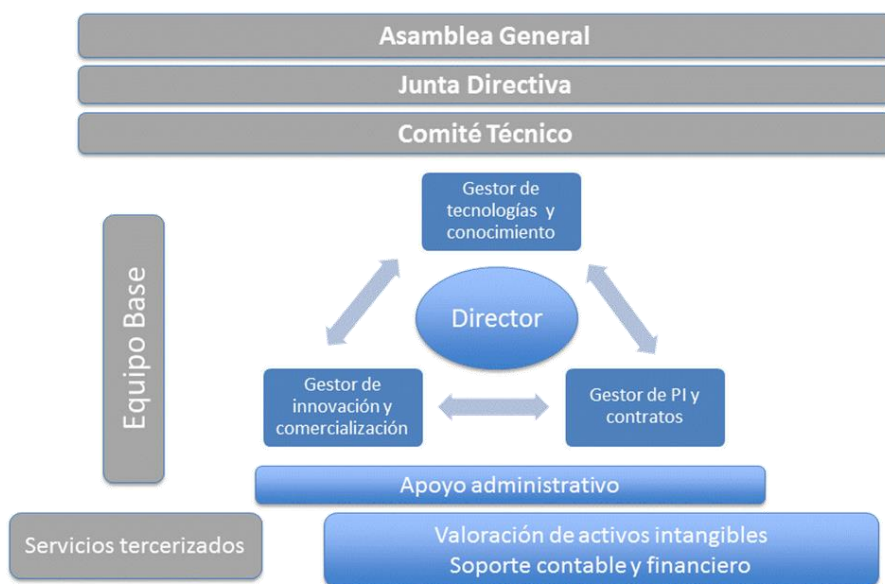 Asamblea General
Junta Directiva
Comité Técnico
Gestor de
tecnologías y
conocimiento
Equipo Base
Director
Gestor de
innovación y
comercialización
Gestor de PI y
contratos
Apoyo administrativo
Servicios tercerizados
Valoración de activos intangibles
Soporte contable y financiero